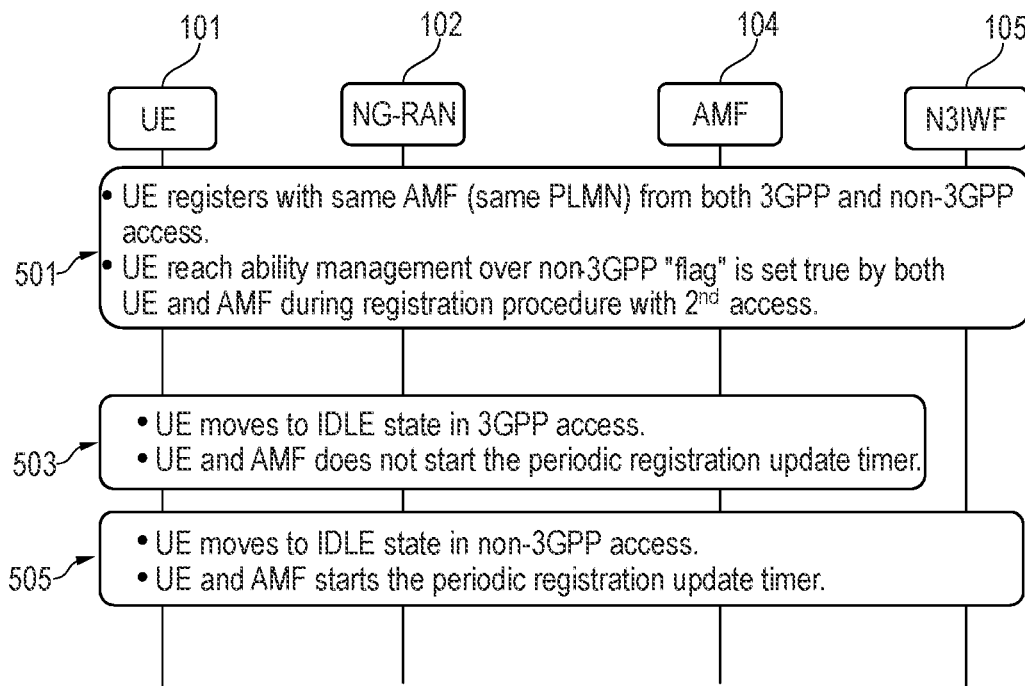 101
102
104
105
UE
NG-RAN
AMF
N3IWF
• UE registers with same AMF (same PLMN) from both 3GPP and non-3GPP
access.
501
• UE reach ability management over non-3GPP "flag" is set true by both
UE and AMF during registration procedure with 2nd access.
• UE moves to IDLE state in 3GPP access.
503
• UE and AMF does not start the periodic registration update timer.
• UE moves to IDLE state in non-3GPP access.
505
• UE and AMF starts the periodic registration update timer.